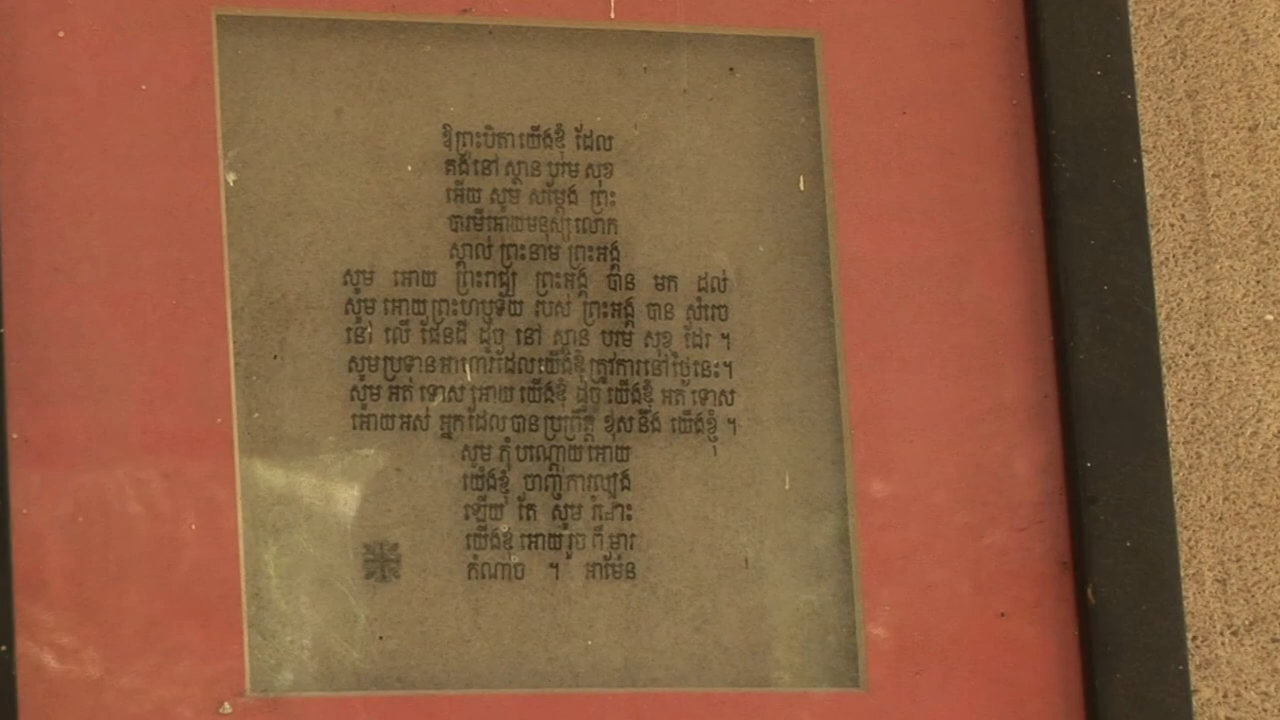 ឱព្រះបិតាយើងខ្ញុំ ដែល
គង់នៅ ស្ថាន បរម សុខ
អើយ សូម សម្តែង ព្រះ
បារមីអោយមនុស្ស លោក
ស្គាល់ ព្រះនាម ព្រះអង្គ
សូម អោយ ព្រះរាជ្យ ព្រះអង្គ បាន មក ដល់
សូម អោយ ព្រះហឫទ័យ របស់ ព្រះអង្គ បាន សំរេច
នៅ លើ ផែនដី ដូច នៅ ស្ថាន បរម សុខ ដែរ ។
សូមប្រទានអាហារដែលយើងខ្ញុំ ត្រូវការនៅថ្ងៃនេះ។
សូម អត់ ទោស អោយ យើងខ្ញុំ ដូច យើងខ្ញុំ អត់ ទោស
អោយ អស់ អ្នកដែលបានប្រព្រឹត្ត ខុសនឹង យើងខ្ញុំ ។
សូម កុំ បណ្តោយ អោយ
យើងខ្ញុំ ចាញ់ការល្បួង
ឡើយ តែ សូម រំដោះ
យើងខ្ញុំ អោយ រួច ពី មារ
កំណាច ។ អាម៉ែន